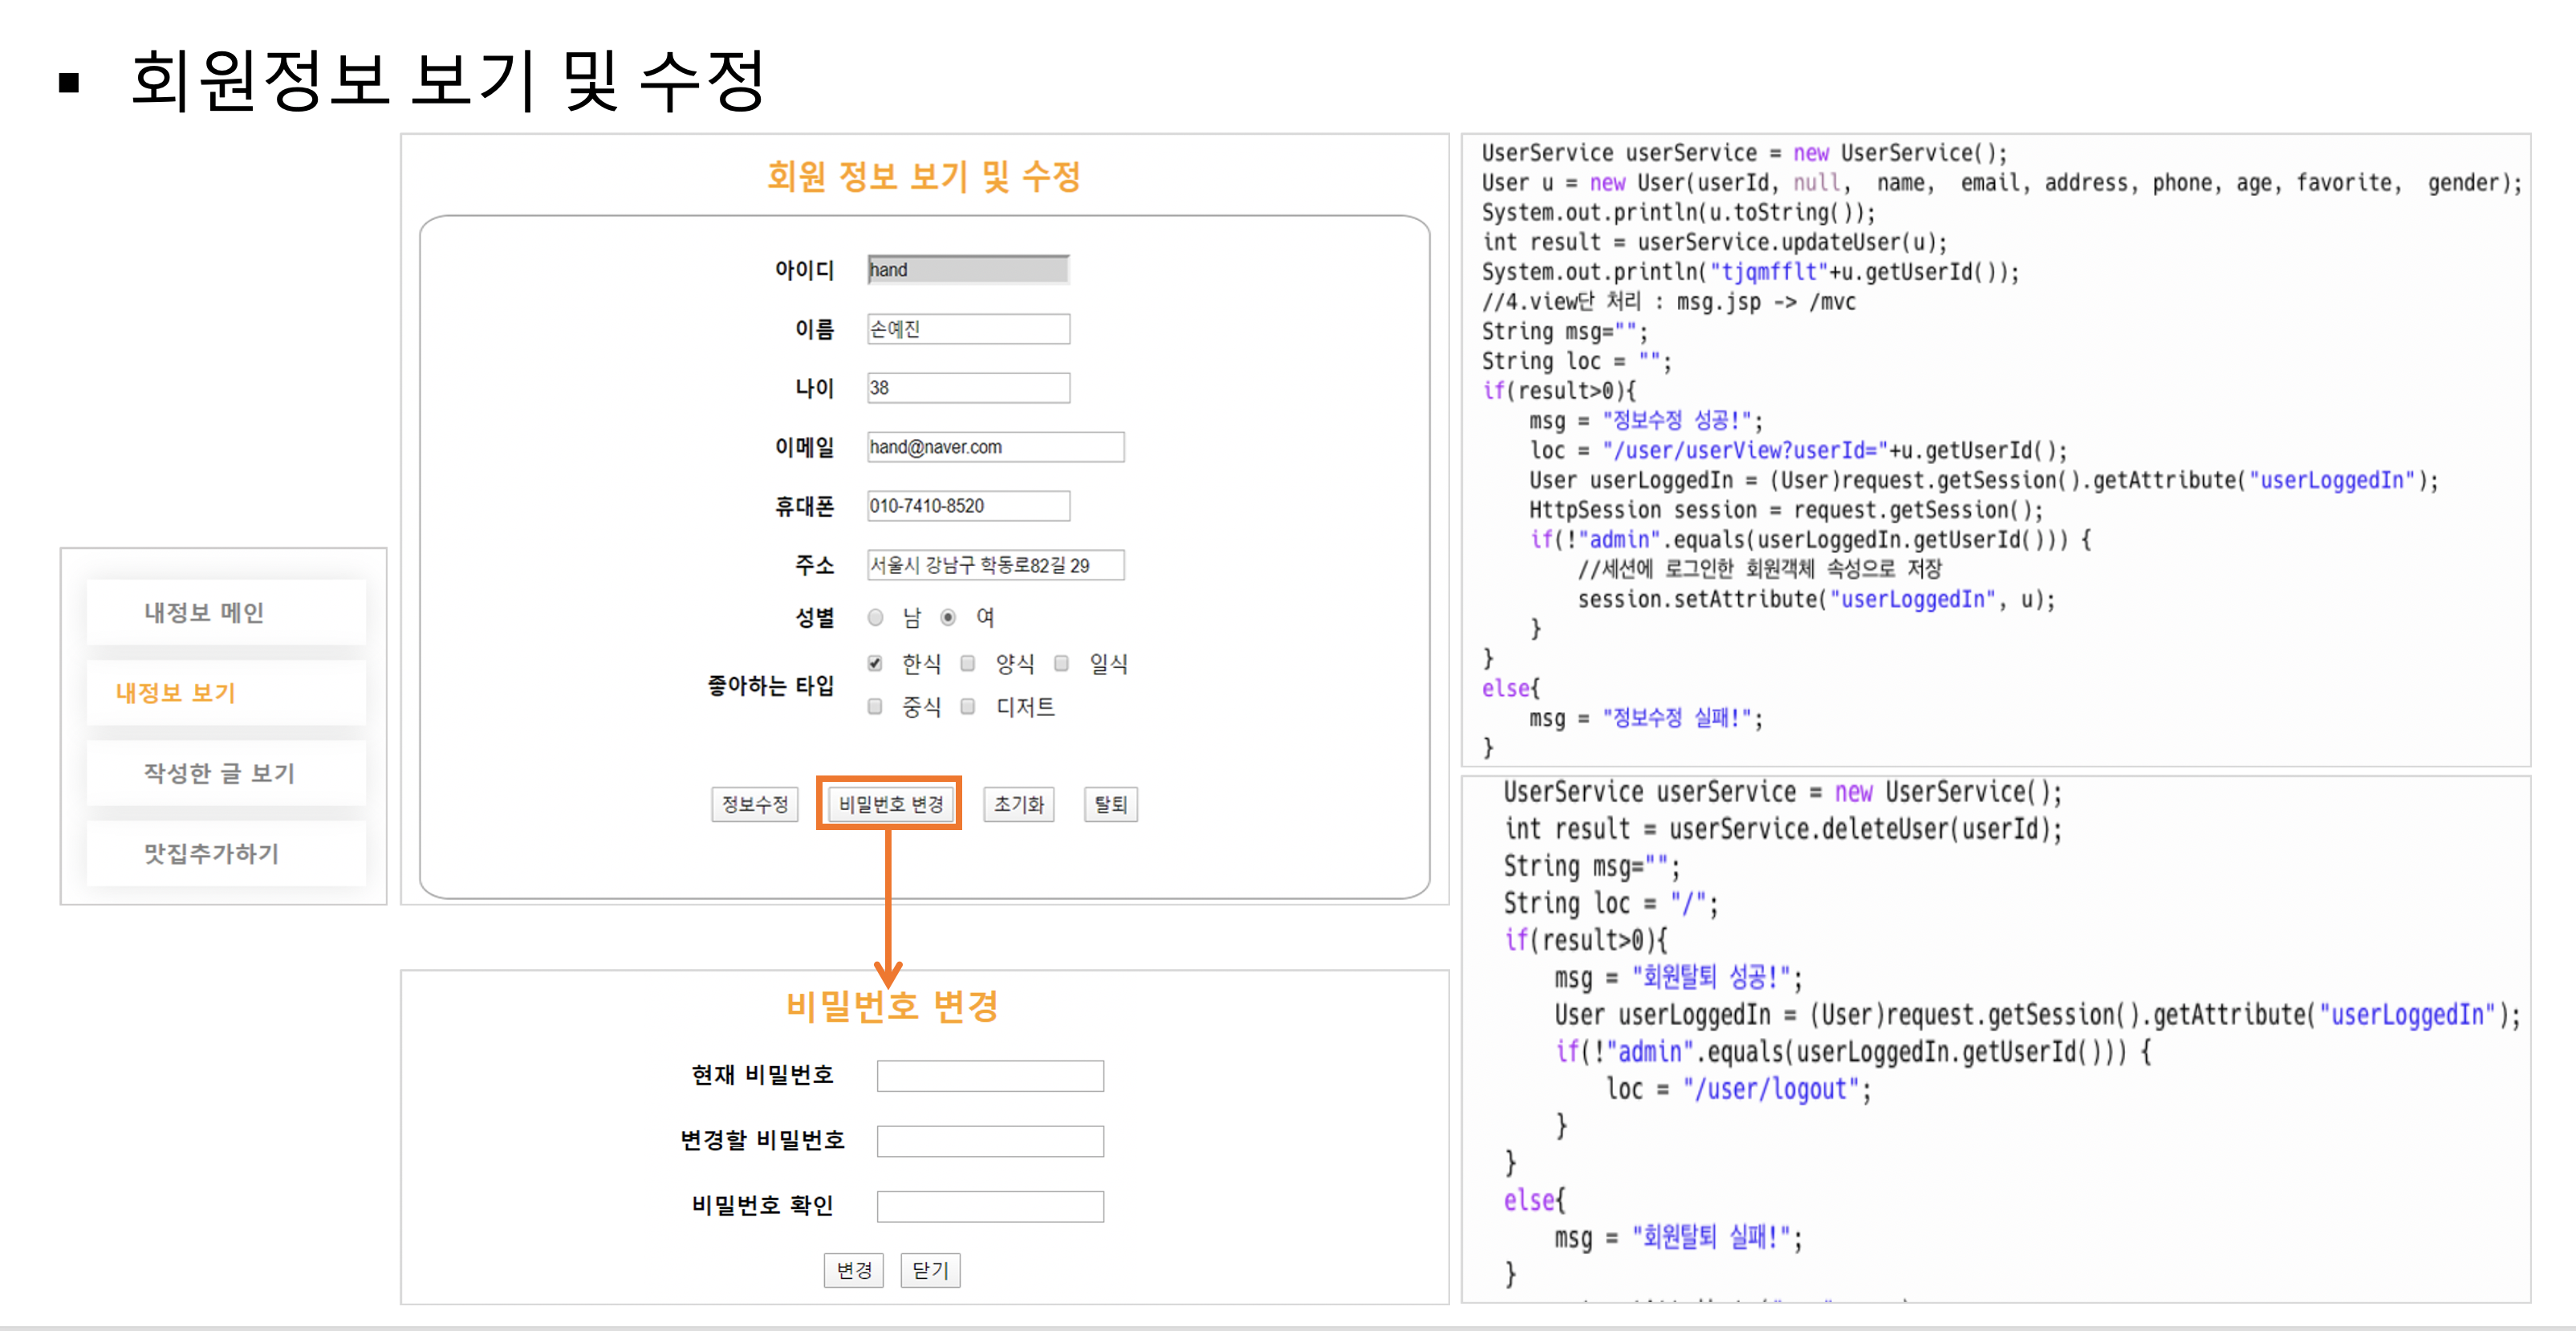 ▪ 회원정보 보기 및 수정
내정보 메인
내정보 보기
작성한 글 보기
맛집추가하기
회원 정보 보기 및 수정
아이디 hand
이름 손예진
나이 38
이메일 hand@naver.com
휴대폰 010-7410-8520
주소 서울시 강남구 학동로82길 29
성별 남 여
좋아하는 타입 한식 양식 일식
중식 디저트
정보수정 비밀번호 변경 초기화 탈퇴
비밀번호 변경
현재 비밀번호
변경할 비밀번호
비밀번호 확인
변경 닫기
UserService userService = new UserService();
User u = new User(userId, null, name, email, address, phone, age, favorite, gender);
System.out.println(u.toString());
int result = userService.updateUser(u);
System.out.println("tjqmfflt"+u.getUserId());
//4.view단 처리 : msg.jsp -> /mvc
String msg="";
String loc = "";
if(result>0){
msg = "정보수정 성공!";
loc = "/user/userView?userId="+u.getUserId();
User userLoggedIn = (User)request.getSession().getAttribute("userLoggedIn");
HttpSession session = request.getSession();
if(!"admin".equals(userLoggedIn.getUserId())) {
//세션에 로그인한 회원객체 속성으로 저장
session.setAttribute("userLoggedIn", u);
}
}
else{
msg = "정보수정 실패!";
}
UserService userService = new UserService();
int result = userService.deleteUser(userId);
String msg="";
String loc = "/";
if(result>0){
msg = "회원탈퇴 성공!";
User userLoggedIn = (User)request.getSession().getAttribute("userLoggedIn");
if(!"admin".equals(userLoggedIn.getUserId())) {
loc = "/user/logout";
}
}
else{
msg = "회원탈퇴 실패!";
}